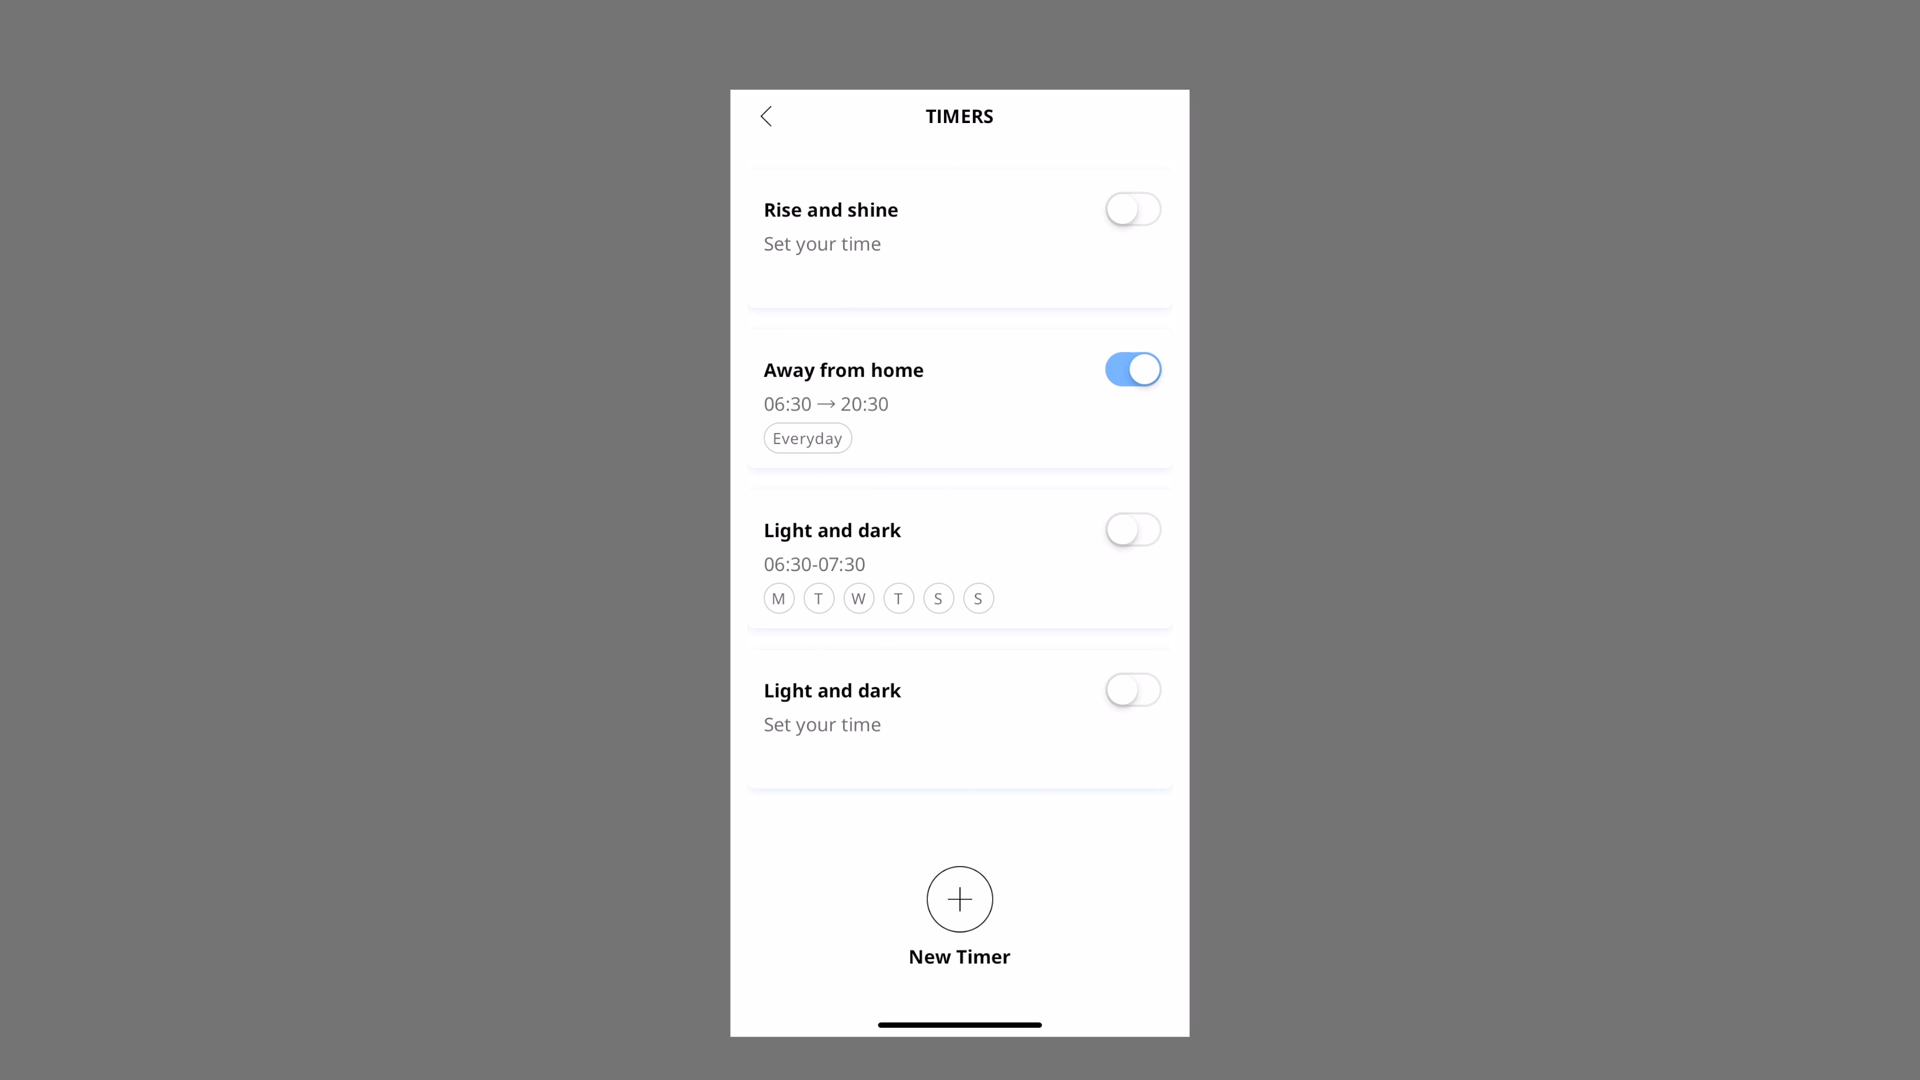 TIMERS
Rise and shine
Set your time
Away from home
06:30 → 20:30
Everyday
Light and dark
06:30-07:30
M T W T S S
Light and dark
Set your time
New Timer